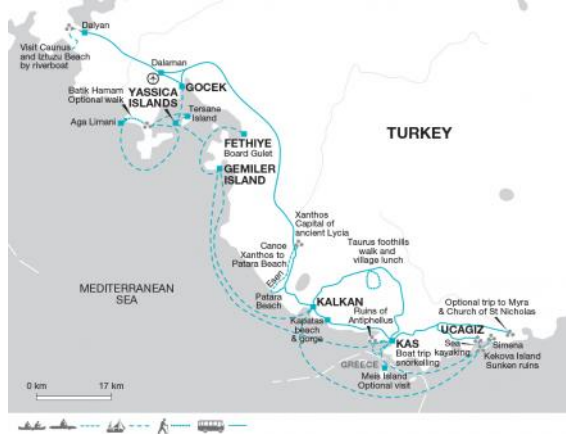 Dalyan
Visit Caunus
and Iztuzu Beach
by riverboat
Dalaman
GOCEK
YASSICA
ISLANDS
Batik Hamam
Optional walk
Tersane
Island
Aga Limani
FETHIYE
Board Gulet
GEMILER
ISLAND
TURKEY
Xanthos
Capital of
ancient Lycia
Canoe
Xanthos to
Patara Beach
Taurus foothills
walk and
village lunch
Esen
MEDITERRANEAN
SEA
Patara
Beach
KALKAN
Ruins of
Antiphellus
Optional trip to Myra
& Church of St Nicholas
Kapatas
beach
& gorge
UCAGIZ
KAS
Boat trip
snorkelling
Sea
kayaking
Simena
Kekova Island
Sunken ruins
GREECE
Meis Island
Optional visit
0 km 17 km